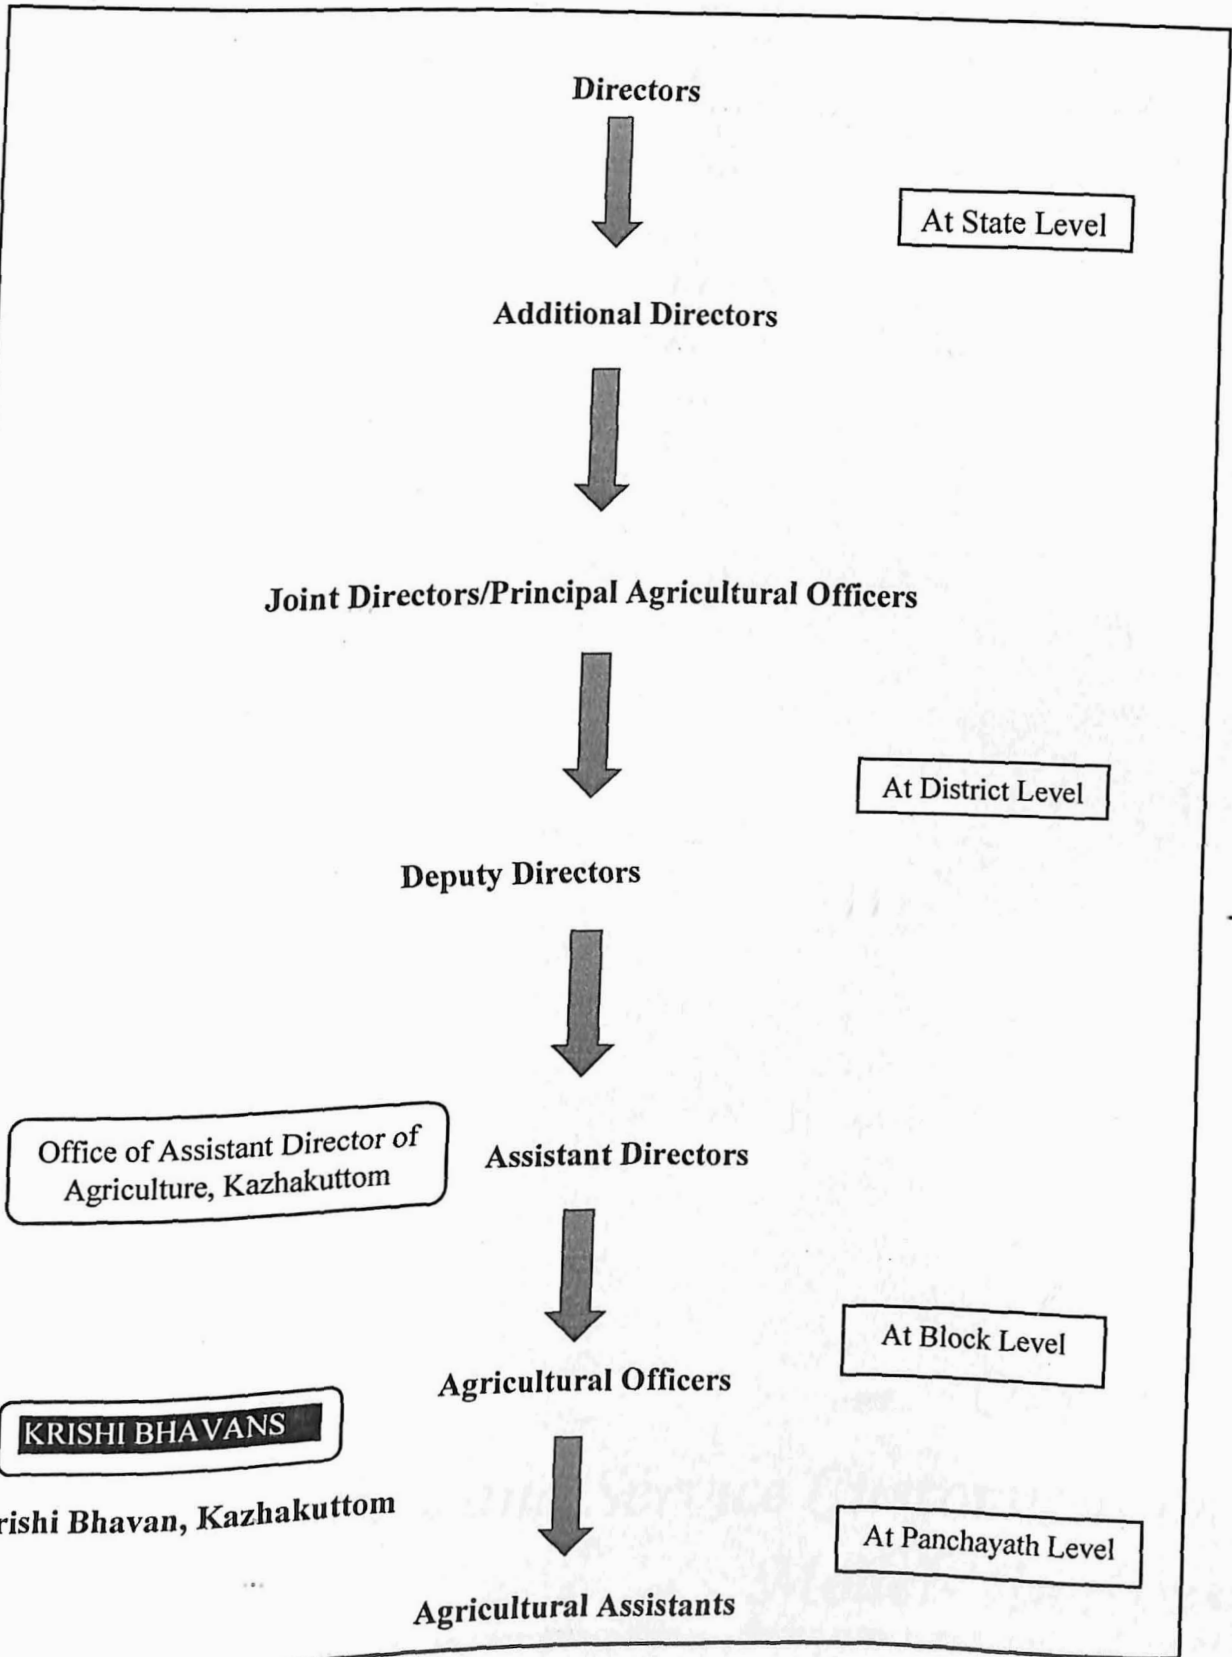 Directors
At State Level
Additional Directors
Joint Directors/Principal Agricultural Officers
At District Level
Deputy Directors
Office of Assistant Director of
Agriculture, Kazhakuttom
Assistant Directors
At Block Level
Agricultural Officers
KRISHI BHAVANS
rishi Bhavan, Kazhakuttom
At Panchayath Level
Agricultural Assistants